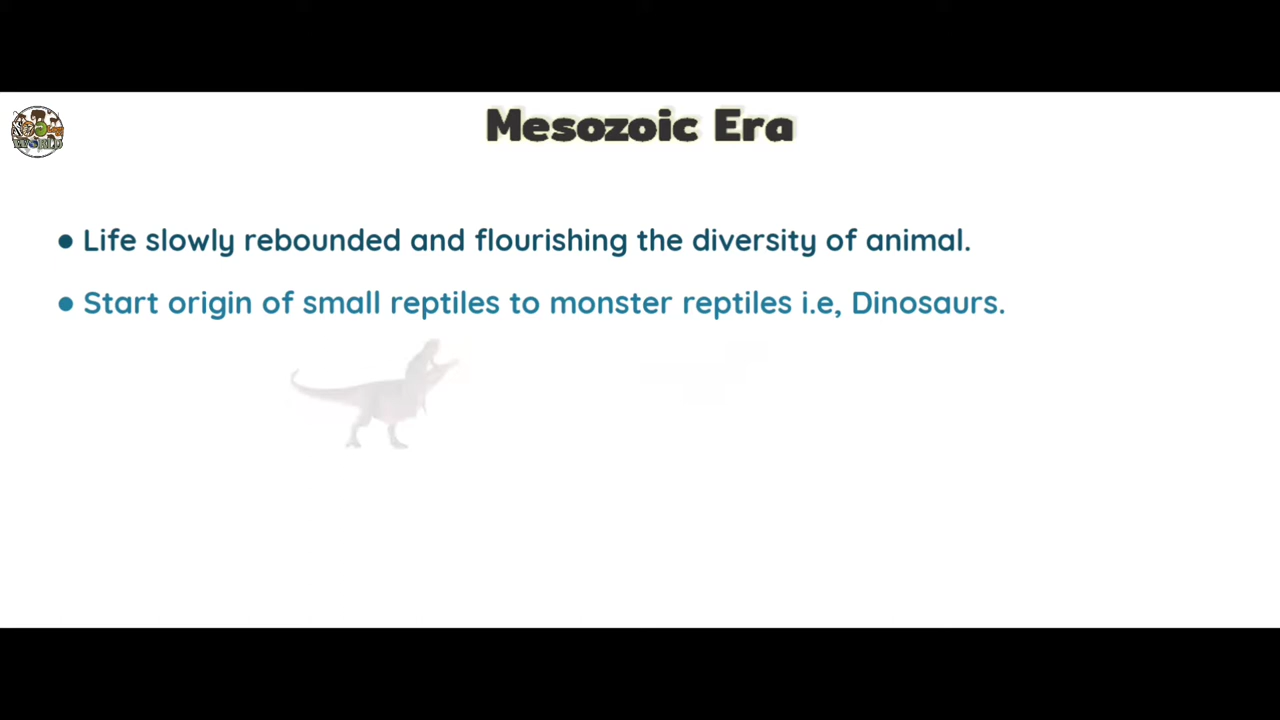 Mesozoic Era
WORLD
● Life slowly rebounded and flourishing the diversity of animal.
● Start origin of small reptiles to monster reptiles i.e, Dinosaurs.